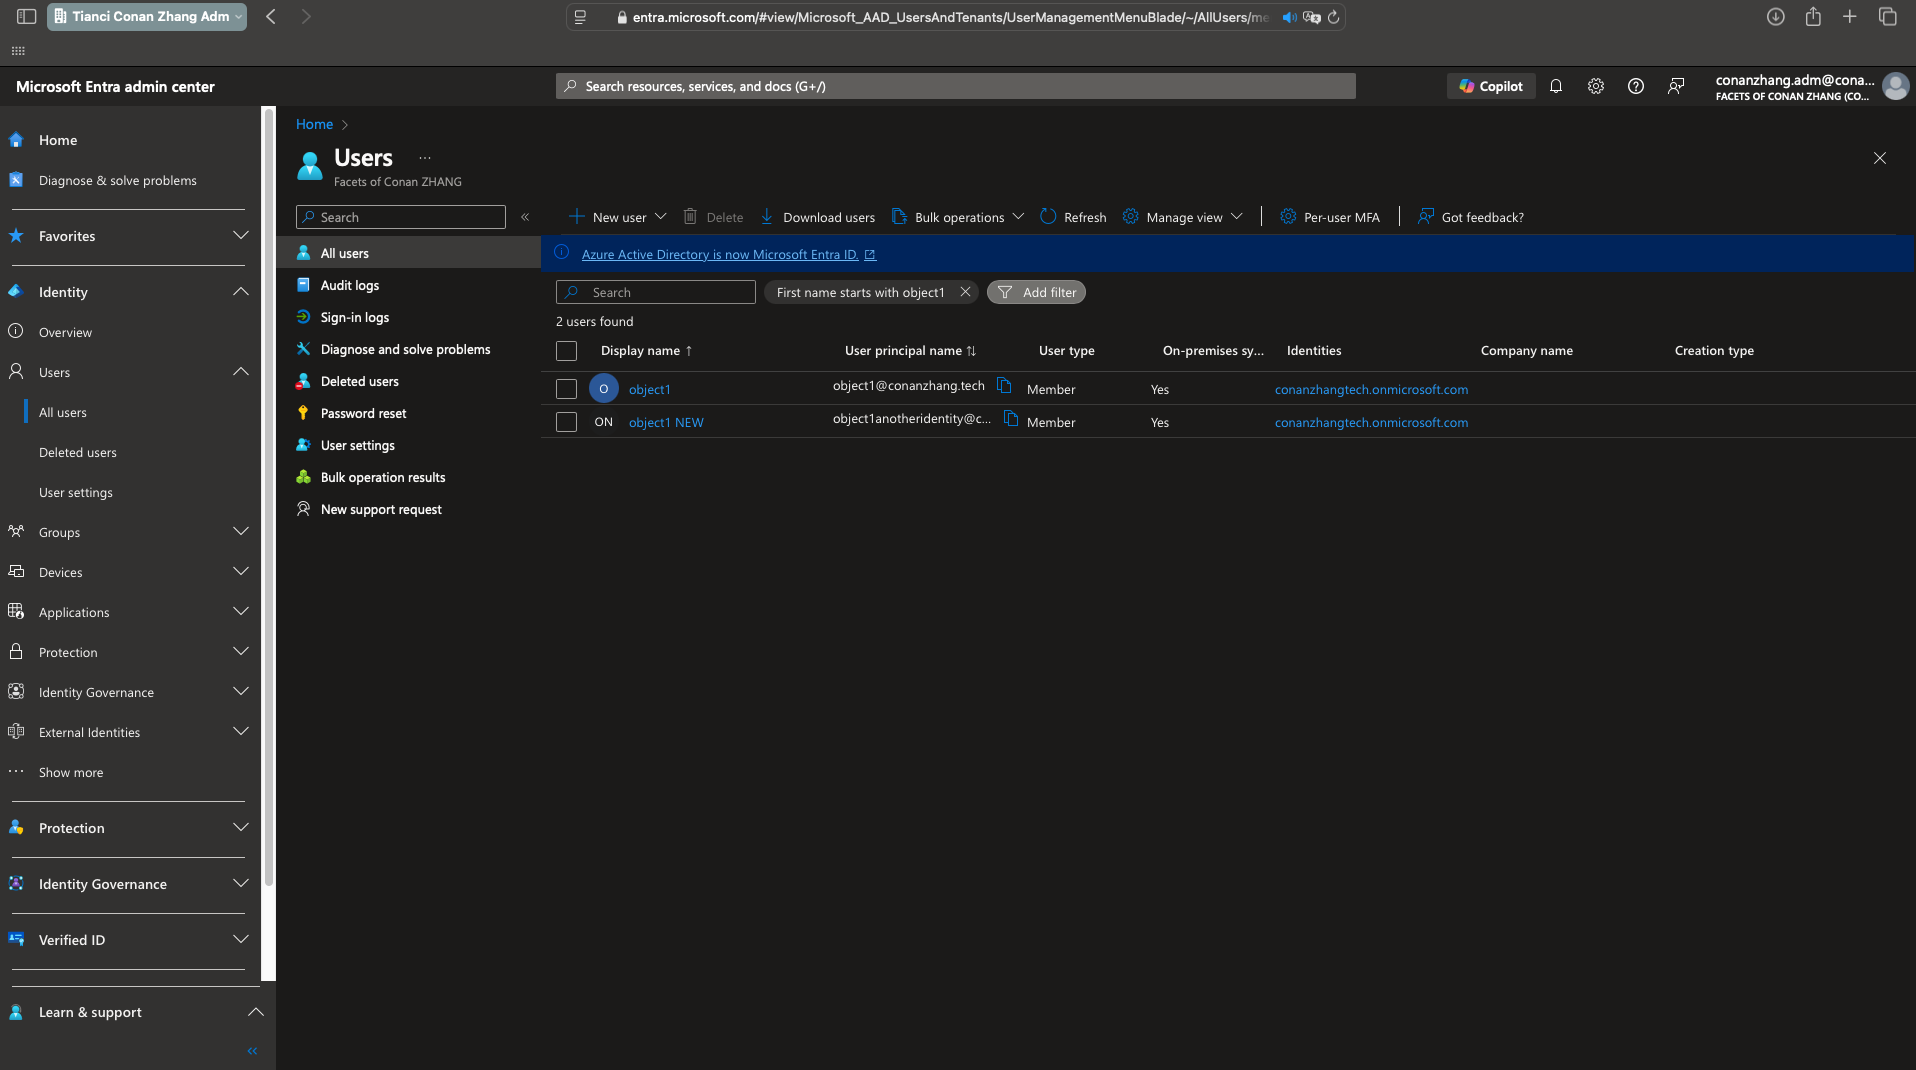 Tianci Conan Zhang Adm
entra.microsoft.com/#view/Microsoft_AAD_UsersAndTenants/UserManagementMenuBlade/~/AllUsers/me
Microsoft Entra admin center
Search resources, services, and docs (G+/)
Copilot
conanzhang.adm@cona...
FACETS OF CONAN ZHANG (CO...
Home
Diagnose & solve problems
Favorites
Identity
Overview
Users
All users
Deleted users
User settings
Groups
Devices
Applications
Protection
Identity Governance
External Identities
Show more
Protection
Identity Governance
Verified ID
Learn & support
Home
Users
Facets of Conan ZHANG
Search
All users
Audit logs
Sign-in logs
Diagnose and solve problems
Deleted users
Password reset
User settings
Bulk operation results
New support request
New user Delete Download users Bulk operations Refresh Manage view Per-user MFA Got feedback?
Azure Active Directory is now Microsoft Entra ID.
Search First name starts with object1 Add filter
2 users found
Display name ↑ User principal name ↑↓ User type On-premises sy... Identities Company name Creation type
O object1 object1@conanzhang.tech Member Yes conanzhangtech.onmicrosoft.com
ON object1 NEW object1anotheridentity@c... Member Yes conanzhangtech.onmicrosoft.com